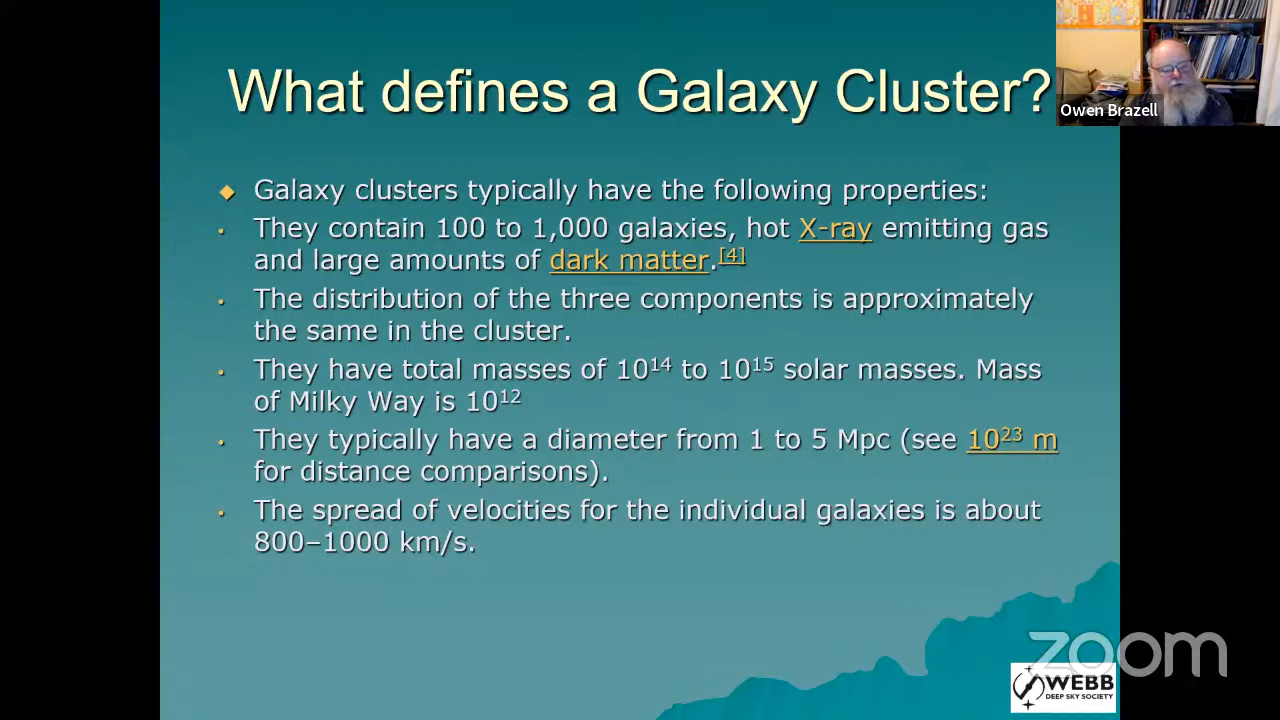 What defines a Galaxy Cluster?
Owen Brazell
Galaxy clusters typically have the following properties:
They contain 100 to 1,000 galaxies, hot X-ray emitting gas
and large amounts of dark matter.[4]
The distribution of the three components is approximately
the same in the cluster.
They have total masses of 10¹⁴ to 10¹⁵ solar masses. Mass
of Milky Way is 10¹²
They typically have a diameter from 1 to 5 Mpc (see 10²³ m
for distance comparisons).
The spread of velocities for the individual galaxies is about
800–1000 km/s.
zoom
WEBB
DEEP SKY SOCIETY